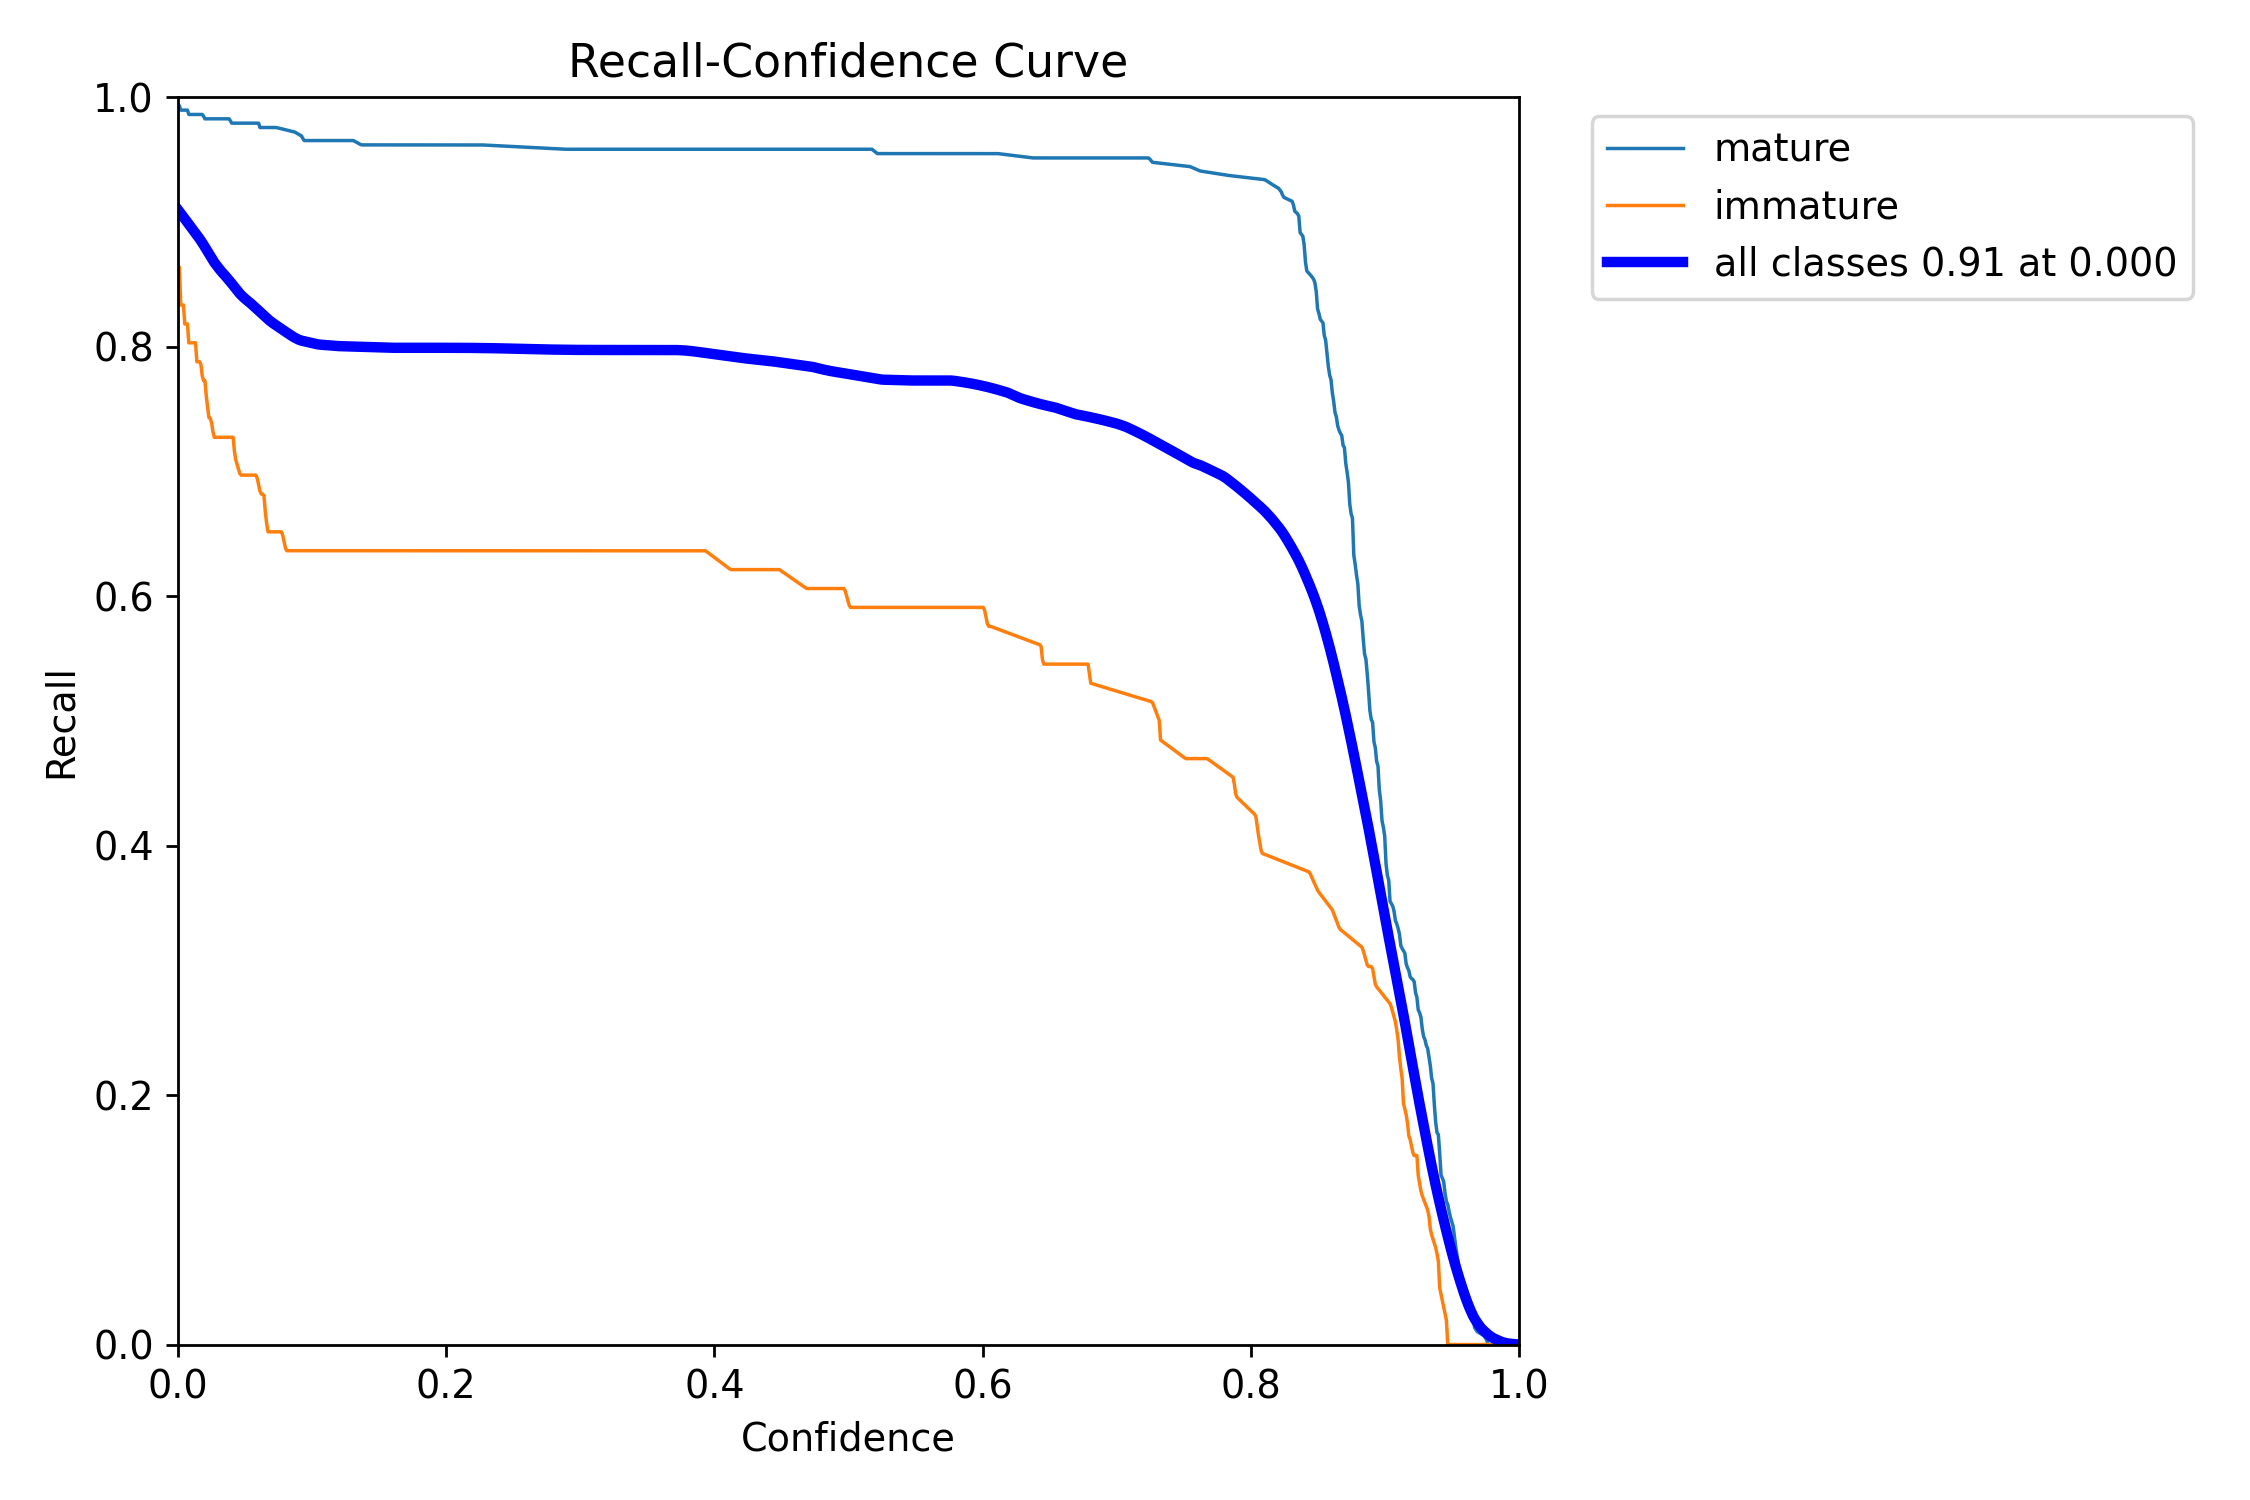 Recall-Confidence Curve
1.0
0.8
0.6
0.4
0.2
0.0
Recall
0.0 0.2 0.4 0.6 0.8 1.0
Confidence
mature
immature
all classes 0.91 at 0.000